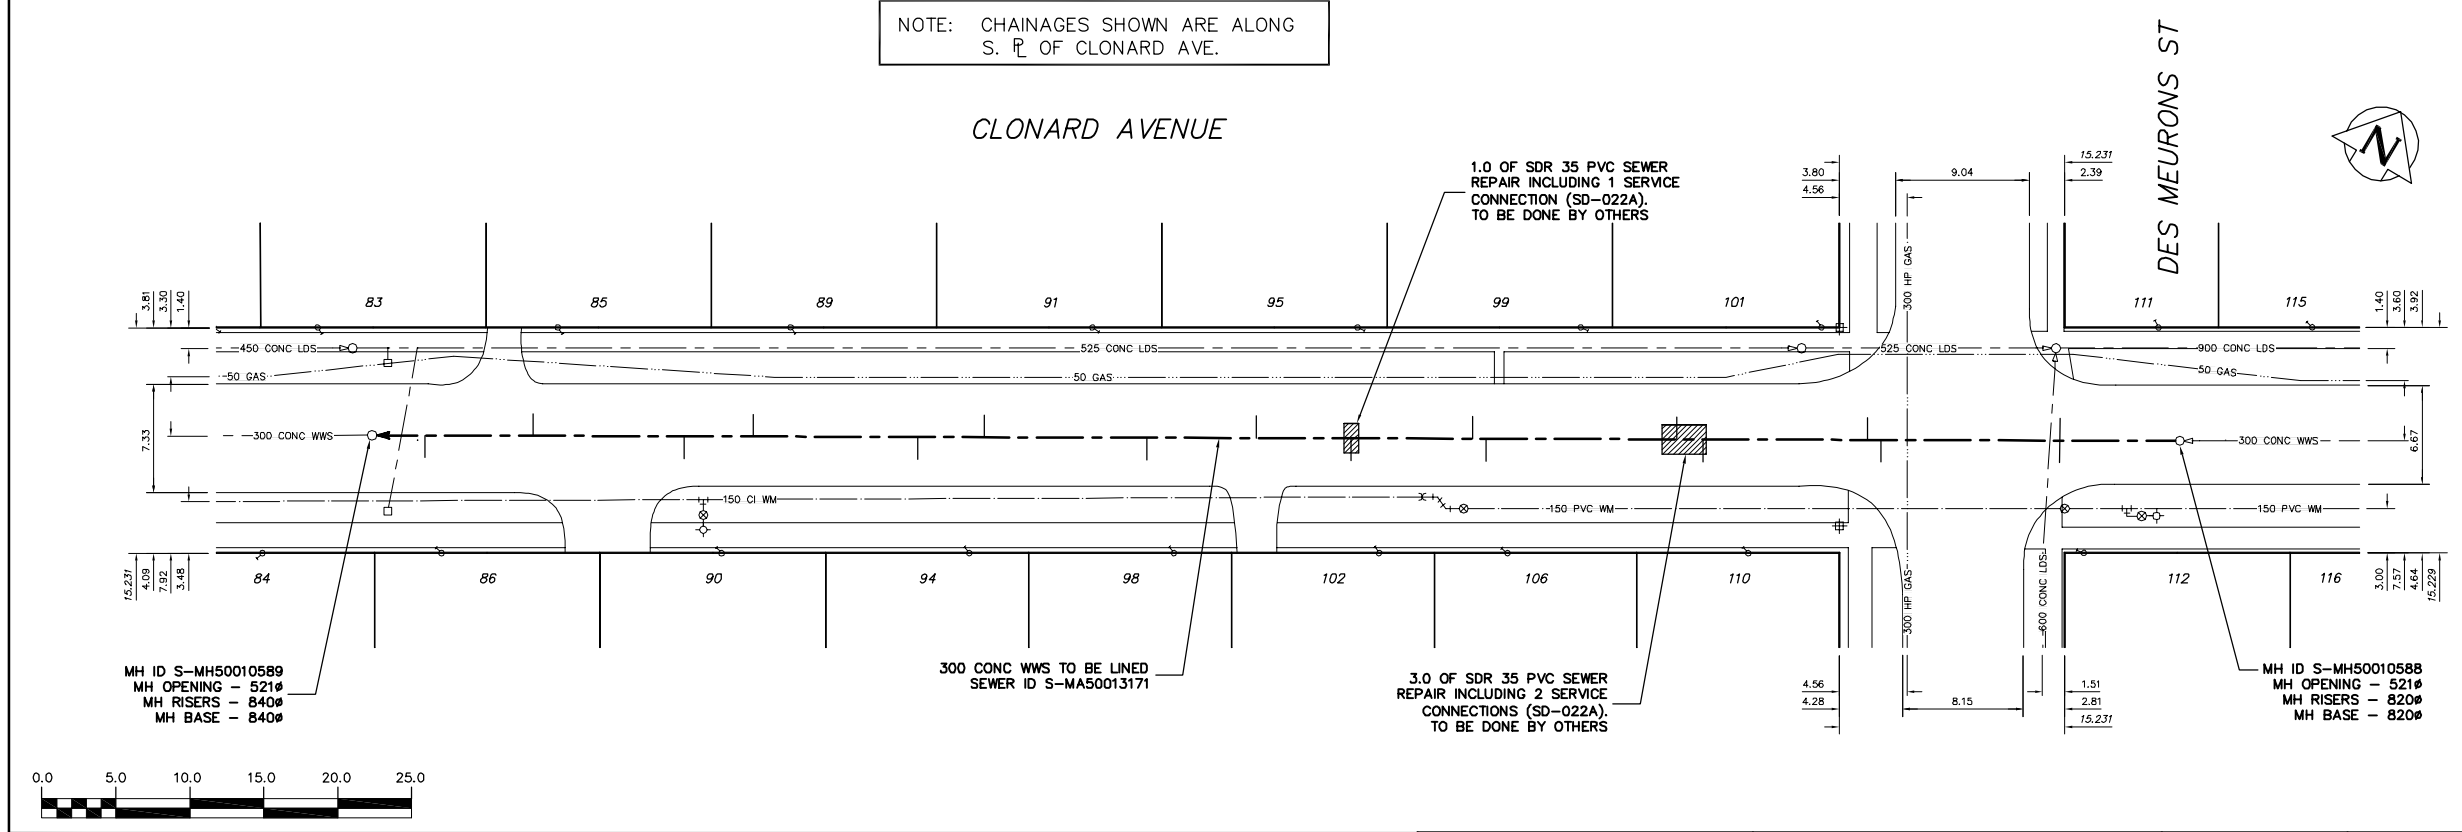 NOTE: CHAINAGES SHOWN ARE ALONG
S. ℙL OF CLONARD AVE.
CLONARD AVENUE
DES MEURONS ST
N
1.0 OF SDR 35 PVC SEWER
REPAIR INCLUDING 1 SERVICE
CONNECTION (SD-022A).
TO BE DONE BY OTHERS
3.80
4.56
9.04
15.231
2.39
300 HP GAS
83
85
89
91
95
99
101
111
115
3.81
3.30
1.40
1.40
3.60
3.92
450 CONC LDS
525 CONC LDS
525 CONC LDS
900 CONC LDS
50 GAS
50 GAS
50 GAS
7.33
300 CONC WWS
300 CONC WWS
6.67
150 CI WM
150 PVC WM
150 PVC WM
84
86
90
94
98
102
106
110
112
116
15.231
4.09
7.92
3.48
300 HP GAS
600 CONC LDS
3.00
7.57
4.64
15.229
MH ID S-MH50010589
MH OPENING - 521ø
MH RISERS - 840ø
MH BASE - 840ø
300 CONC WWS TO BE LINED
SEWER ID S-MA50013171
3.0 OF SDR 35 PVC SEWER
REPAIR INCLUDING 2 SERVICE
CONNECTIONS (SD-022A).
TO BE DONE BY OTHERS
4.56
4.28
8.15
1.51
2.81
15.231
MH ID S-MH50010588
MH OPENING - 521ø
MH RISERS - 820ø
MH BASE - 820ø
0.0 5.0 10.0 15.0 20.0 25.0